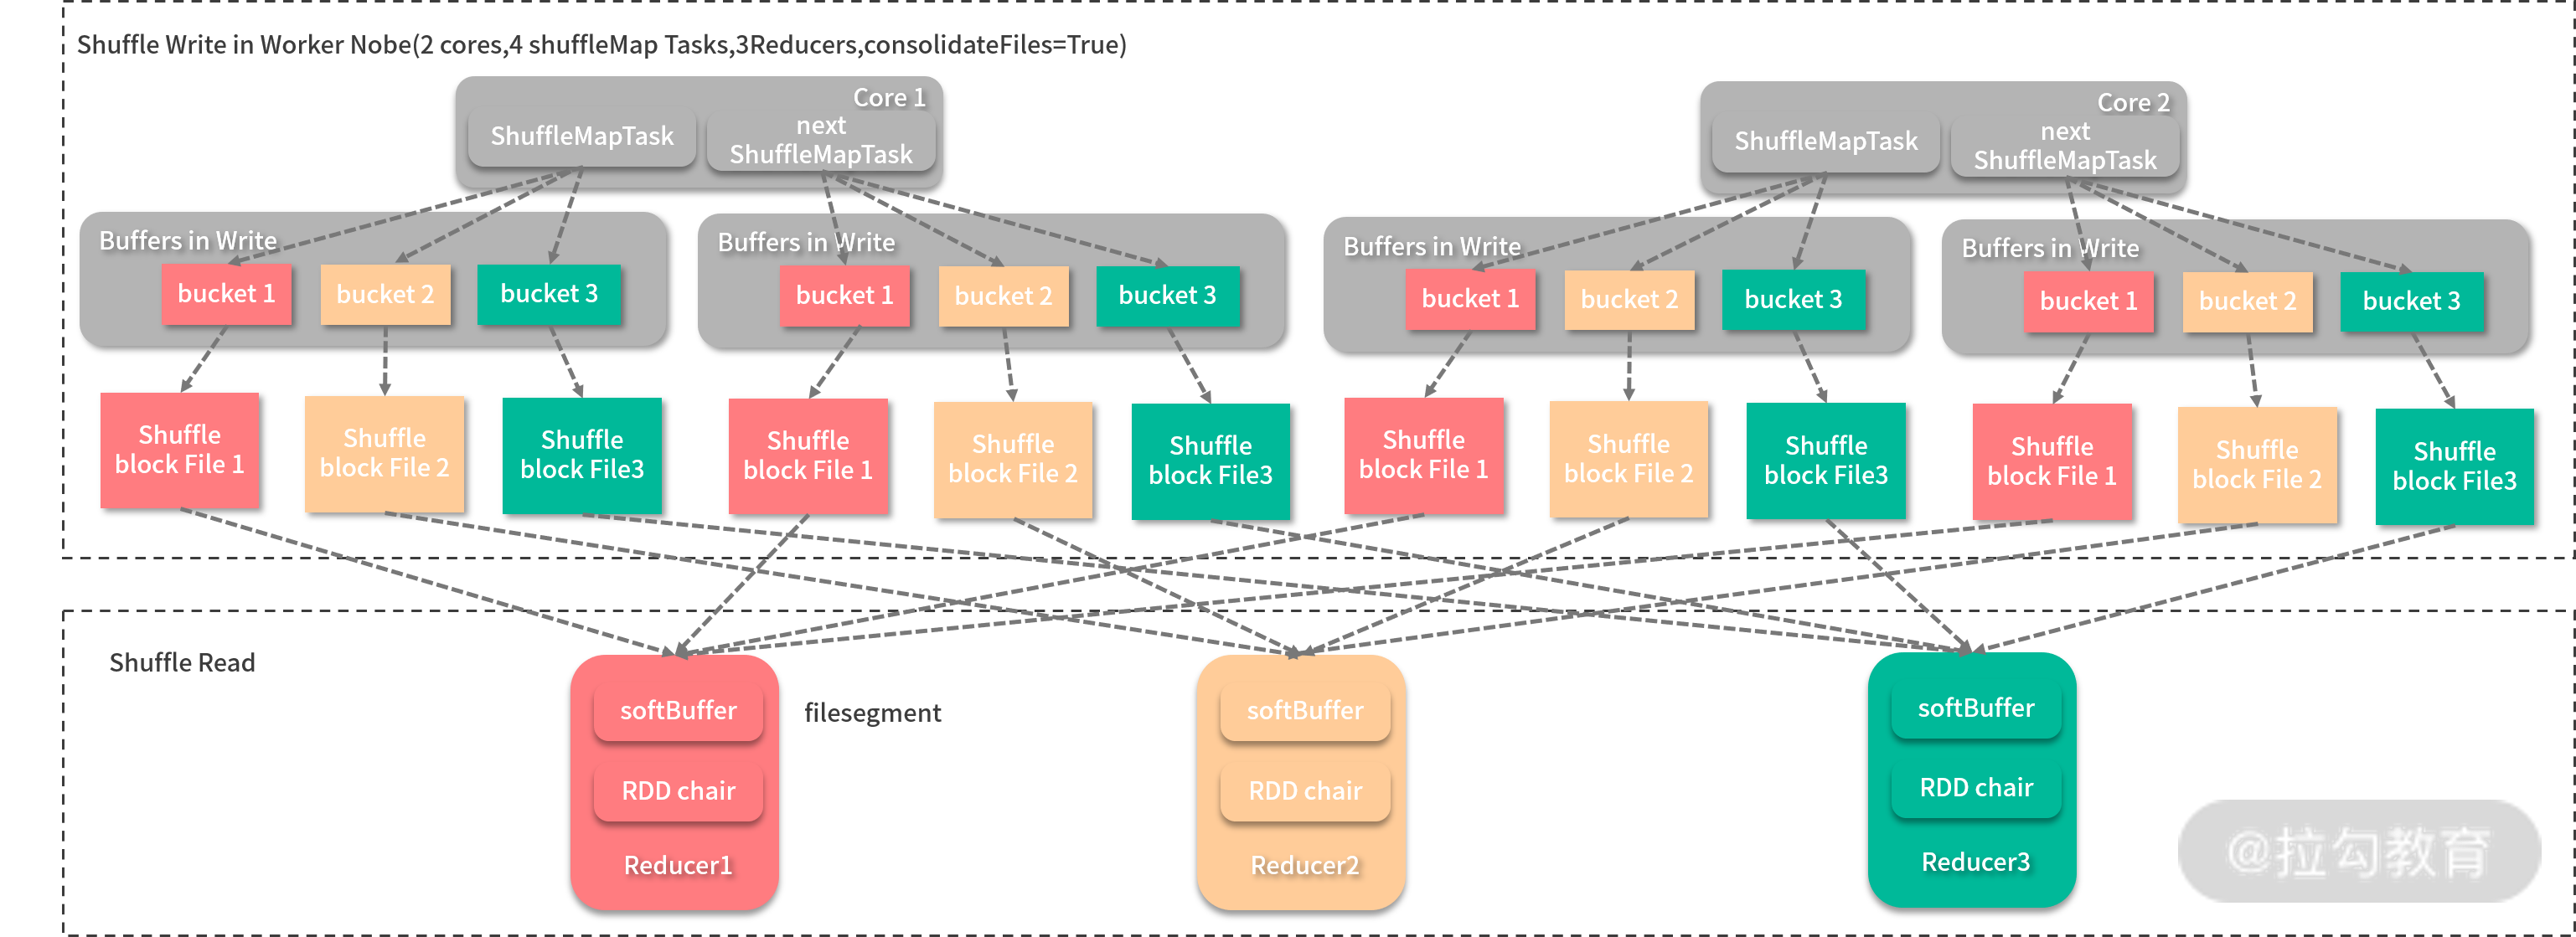 Shuffle Write in Worker Nobe(2 cores,4 shuffleMap Tasks,3Reducers,consolidateFiles=True)
Core 1
ShuffleMapTask
next
ShuffleMapTask
Core 2
ShuffleMapTask
next
ShuffleMapTask
Buffers in Write
bucket 1
bucket 2
bucket 3
Buffers in Write
bucket 1
bucket 2
bucket 3
Buffers in Write
bucket 1
bucket 2
bucket 3
Buffers in Write
bucket 1
bucket 2
bucket 3
Shuffle
block File 1
Shuffle
block File 2
Shuffle
block File3
Shuffle
block File 1
Shuffle
block File 2
Shuffle
block File3
Shuffle
block File 1
Shuffle
block File 2
Shuffle
block File3
Shuffle
block File 1
Shuffle
block File 2
Shuffle
block File3
Shuffle Read
softBuffer
RDD chair
Reducer1
filesegment
softBuffer
RDD chair
Reducer2
softBuffer
RDD chair
Reducer3
@拉勾教育